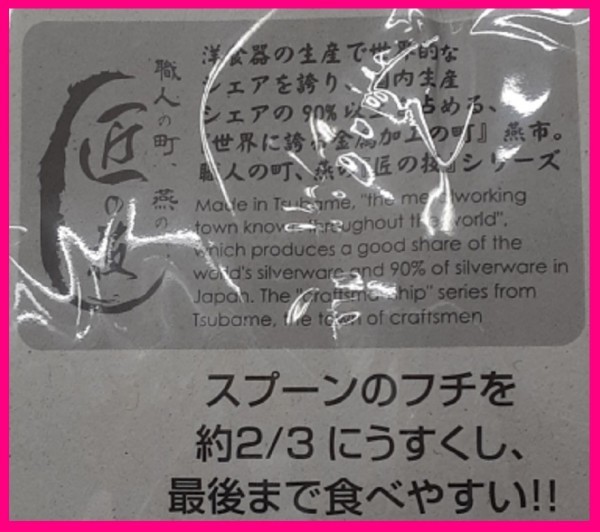 職人の町、燕の
匠の技
洋食器の生産で世界的な
シェアを誇り、国内生産
シェアの90%以上を占める、
『世界に誇る金属加工の町』燕市。
職人の町、燕の『匠の技』シリーズ
Made in Tsubame, "the metalworking
town known throughout the world",
which produces a good share of the
world's silverware and 90% of silverware in
Japan. The "craftsmanship" series from
Tsubame, the town of craftsmen
スプーンのフチを
約2/3にうすくし、
最後まで食べやすい!!